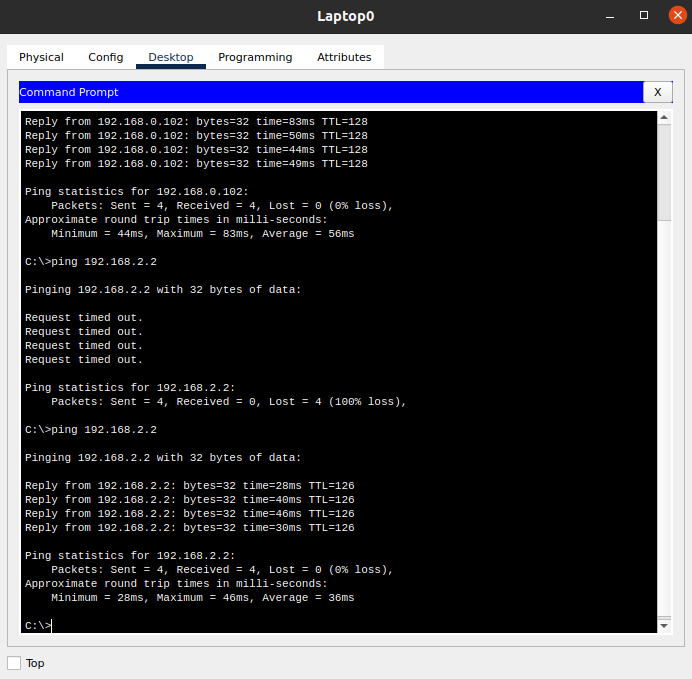 Laptop0
Physical Config Desktop Programming Attributes
Command Prompt X
Reply from 192.168.0.102: bytes=32 time=83ms TTL=128
Reply from 192.168.0.102: bytes=32 time=50ms TTL=128
Reply from 192.168.0.102: bytes=32 time=44ms TTL=128
Reply from 192.168.0.102: bytes=32 time=49ms TTL=128
Ping statistics for 192.168.0.102:
Packets: Sent = 4, Received = 4, Lost = 0 (0% loss),
Approximate round trip times in milli-seconds:
Minimum = 44ms, Maximum = 83ms, Average = 56ms
C:\>ping 192.168.2.2
Pinging 192.168.2.2 with 32 bytes of data:
Request timed out.
Request timed out.
Request timed out.
Request timed out.
Ping statistics for 192.168.2.2:
Packets: Sent = 4, Received = 0, Lost = 4 (100% loss),
C:\>ping 192.168.2.2
Pinging 192.168.2.2 with 32 bytes of data:
Reply from 192.168.2.2: bytes=32 time=28ms TTL=126
Reply from 192.168.2.2: bytes=32 time=40ms TTL=126
Reply from 192.168.2.2: bytes=32 time=46ms TTL=126
Reply from 192.168.2.2: bytes=32 time=30ms TTL=126
Ping statistics for 192.168.2.2:
Packets: Sent = 4, Received = 4, Lost = 0 (0% loss),
Approximate round trip times in milli-seconds:
Minimum = 28ms, Maximum = 46ms, Average = 36ms
C:\>
Top